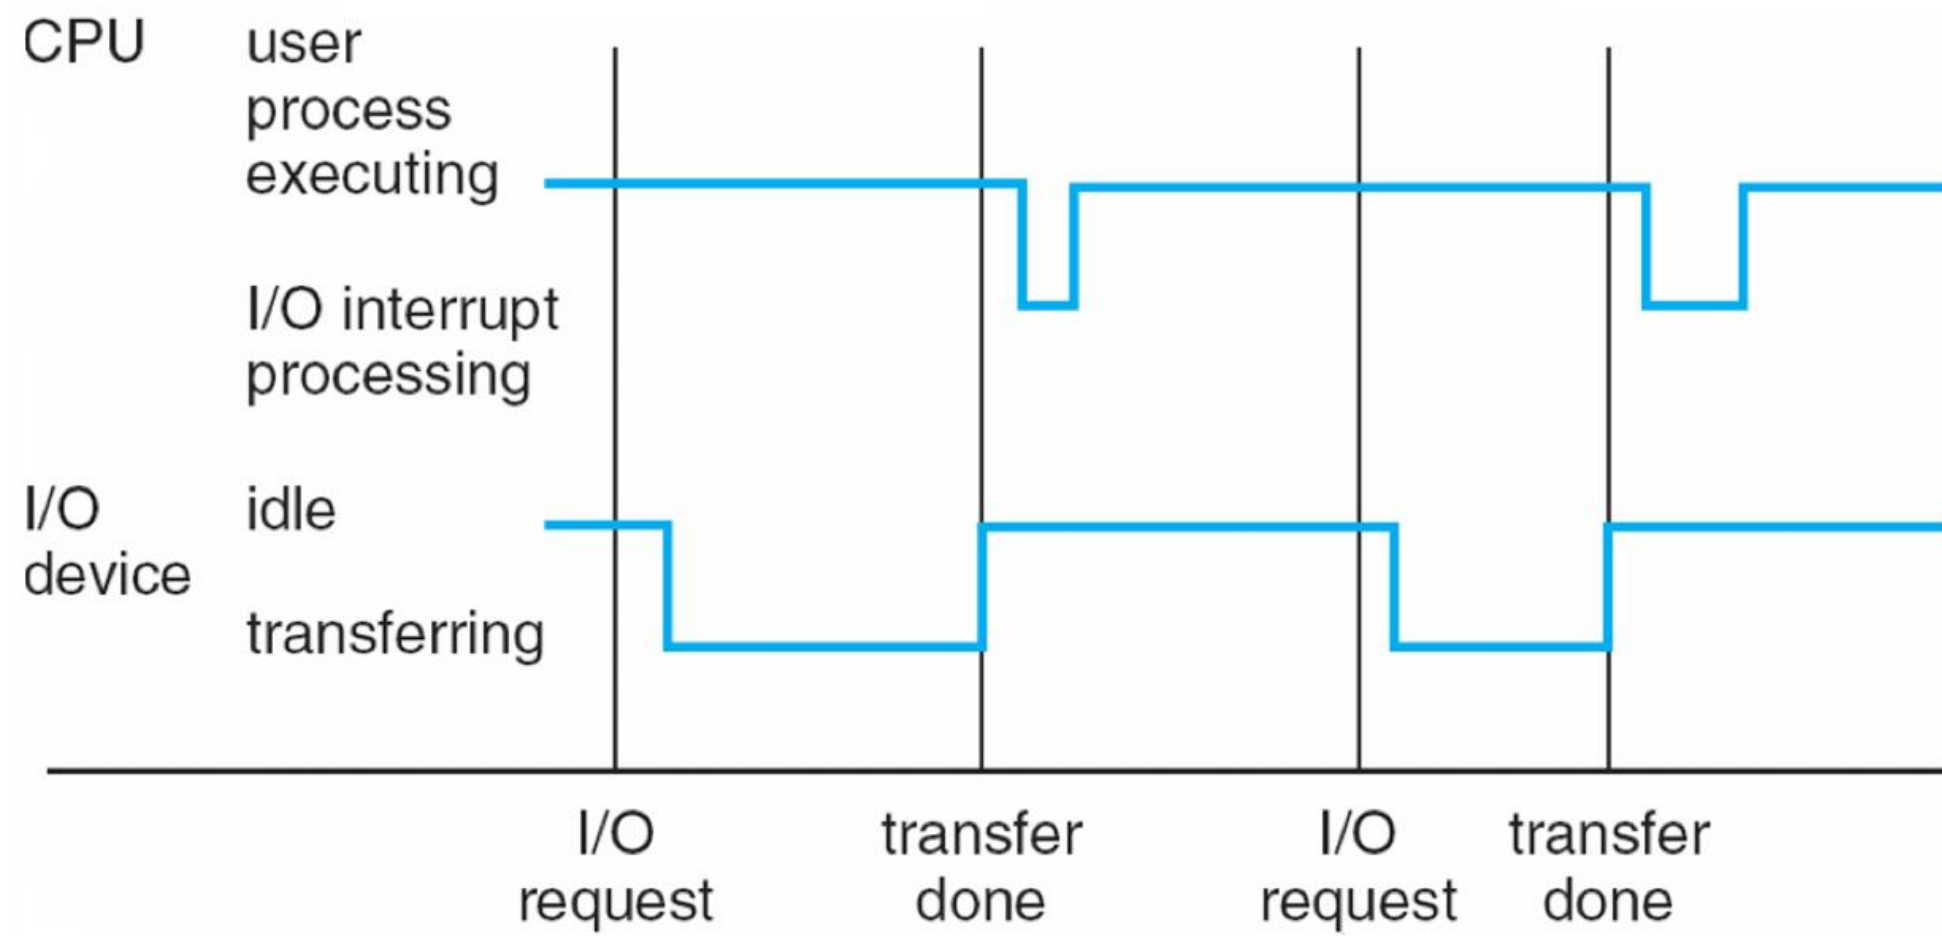 CPU
user
process
executing
I/O interrupt
processing
I/O
device
idle
transferring
I/O
request
transfer
done
I/O
request
transfer
done